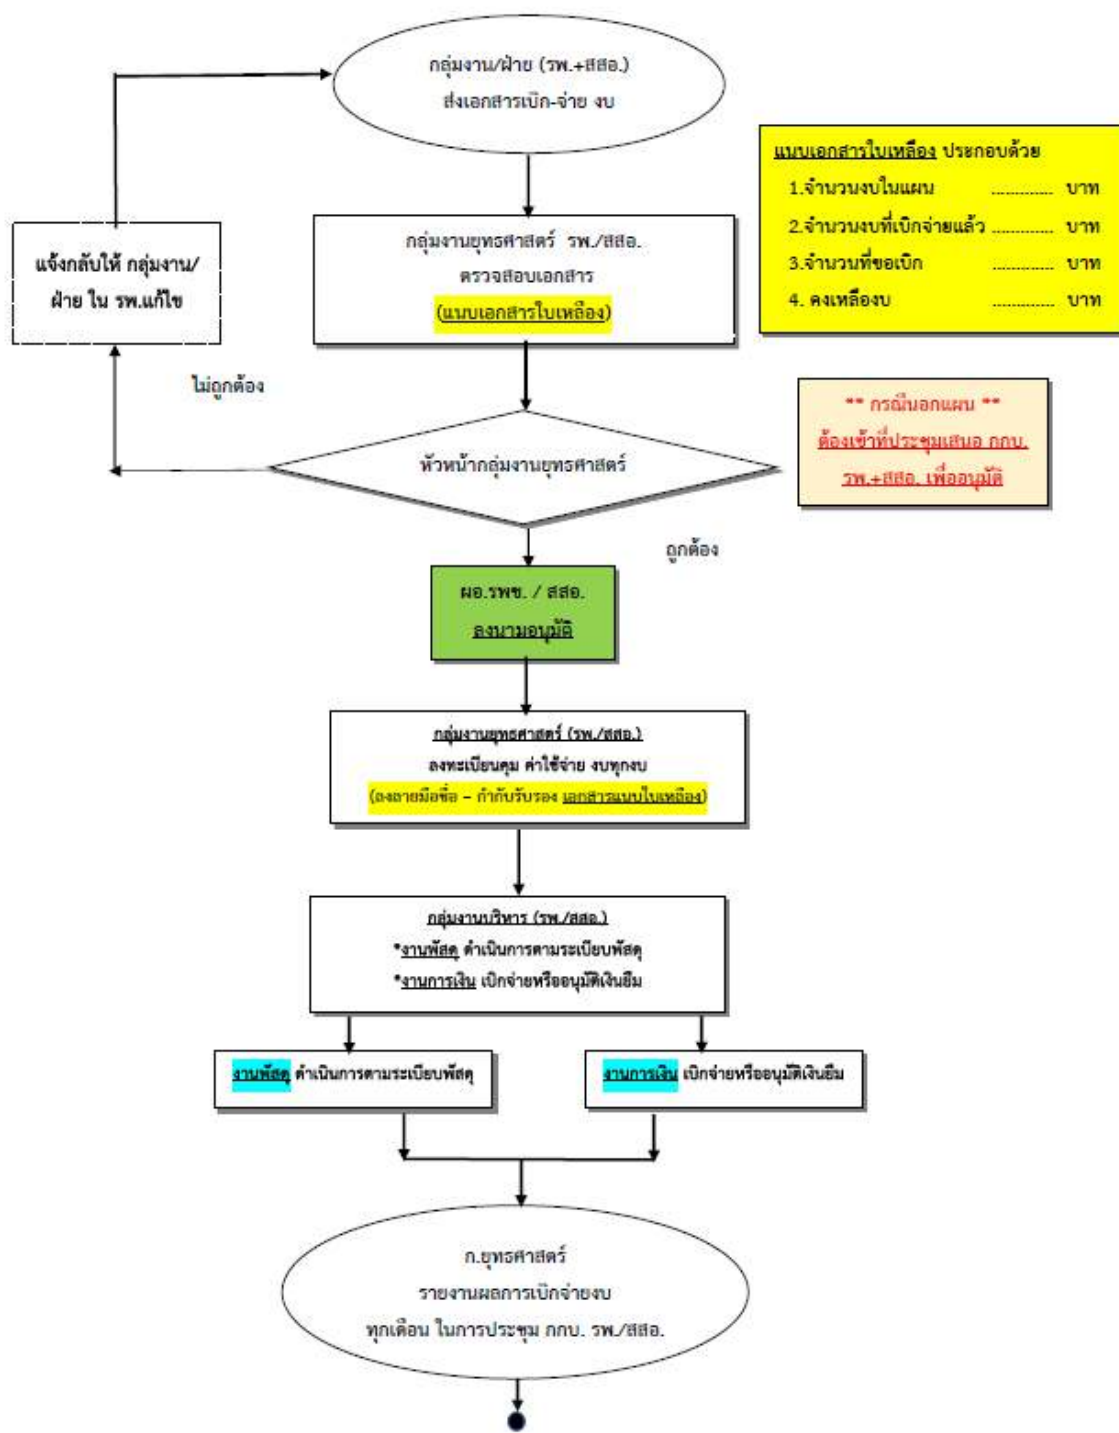 กลุ่มงาน/ฝ่าย (รพ.+สสอ.)
ส่งเอกสารเบิก-จ่าย งบ
แนบเอกสารใบเหลือง ประกอบด้วย
1.จำนวนงบในแผน ............. บาท
2.จำนวนงบที่เบิกจ่ายแล้ว ............. บาท
3.จำนวนที่ขอเบิก ............. บาท
4. คงเหลืองบ ............. บาท
กลุ่มงานยุทธศาสตร์ รพ./สสอ.
ตรวจสอบเอกสาร
(แนบเอกสารใบเหลือง)
แจ้งกลับให้ กลุ่มงาน/
ฝ่าย ใน รพ.แก้ไข
ไม่ถูกต้อง
** กรณีนอกแผน **
ต้องเข้าที่ประชุมเสนอ กกบ.
รพ.+สสอ. เพื่ออนุมัติ
หัวหน้ากลุ่มงานยุทธศาสตร์
ถูกต้อง
ผอ.รพช. / สสอ.
ลงนามอนุมัติ
กลุ่มงานยุทธศาสตร์ (รพ./สสอ.)
ลงทะเบียนคุม ค่าใช้จ่าย งบทุกงบ
(ลงลายมือชื่อ – กำกับรับรอง เอกสารแนบใบเหลือง)
กลุ่มงานบริหาร (รพ./สสอ.)
*งานพัสดุ ดำเนินการตามระเบียบพัสดุ
*งานการเงิน เบิกจ่ายหรืออนุมัติเงินยืม
งานพัสดุ ดำเนินการตามระเบียบพัสดุ
งานการเงิน เบิกจ่ายหรืออนุมัติเงินยืม
ก.ยุทธศาสตร์
รายงานผลการเบิกจ่ายงบ
ทุกเดือน ในการประชุม กกบ. รพ./สสอ.